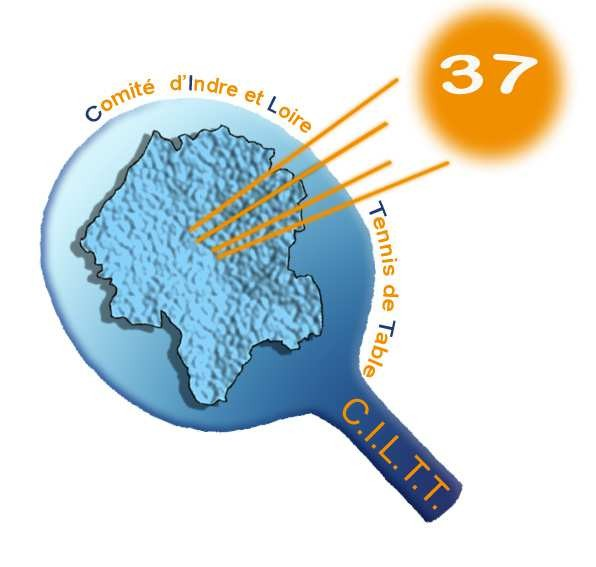 Comité d'Indre et Loire
37
Tennis de Table
C.I.L.T.T.